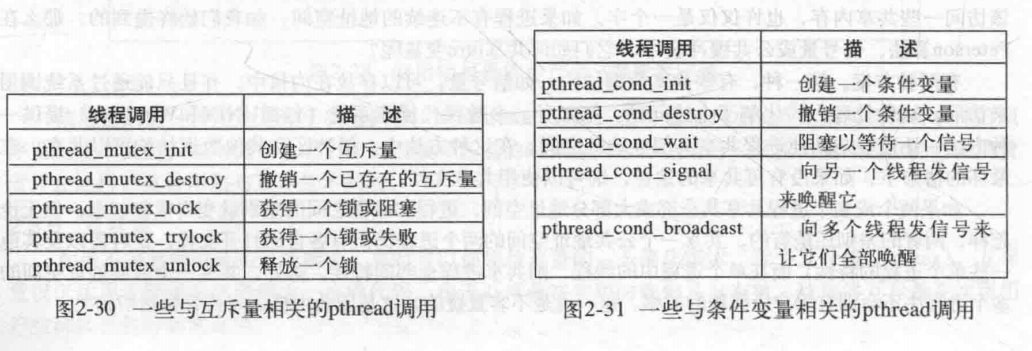 线程调用 描 述
pthread_mutex_init 创建一个互斥量
pthread_mutex_destroy 撤销一个已存在的互斥量
pthread_mutex_lock 获得一个锁或阻塞
pthread_mutex_trylock 获得一个锁或失败
pthread_mutex_unlock 释放一个锁
图2-30 一些与互斥量相关的pthread调用
线程调用 描 述
pthread_cond_init 创建一个条件变量
pthread_cond_destroy 撤销一个条件变量
pthread_cond_wait 阻塞以等待一个信号
pthread_cond_signal 向另一个线程发信号
来唤醒它
pthread_cond_broadcast 向多个线程发信号来
让它们全部唤醒
图2-31 一些与条件变量相关的pthread调用